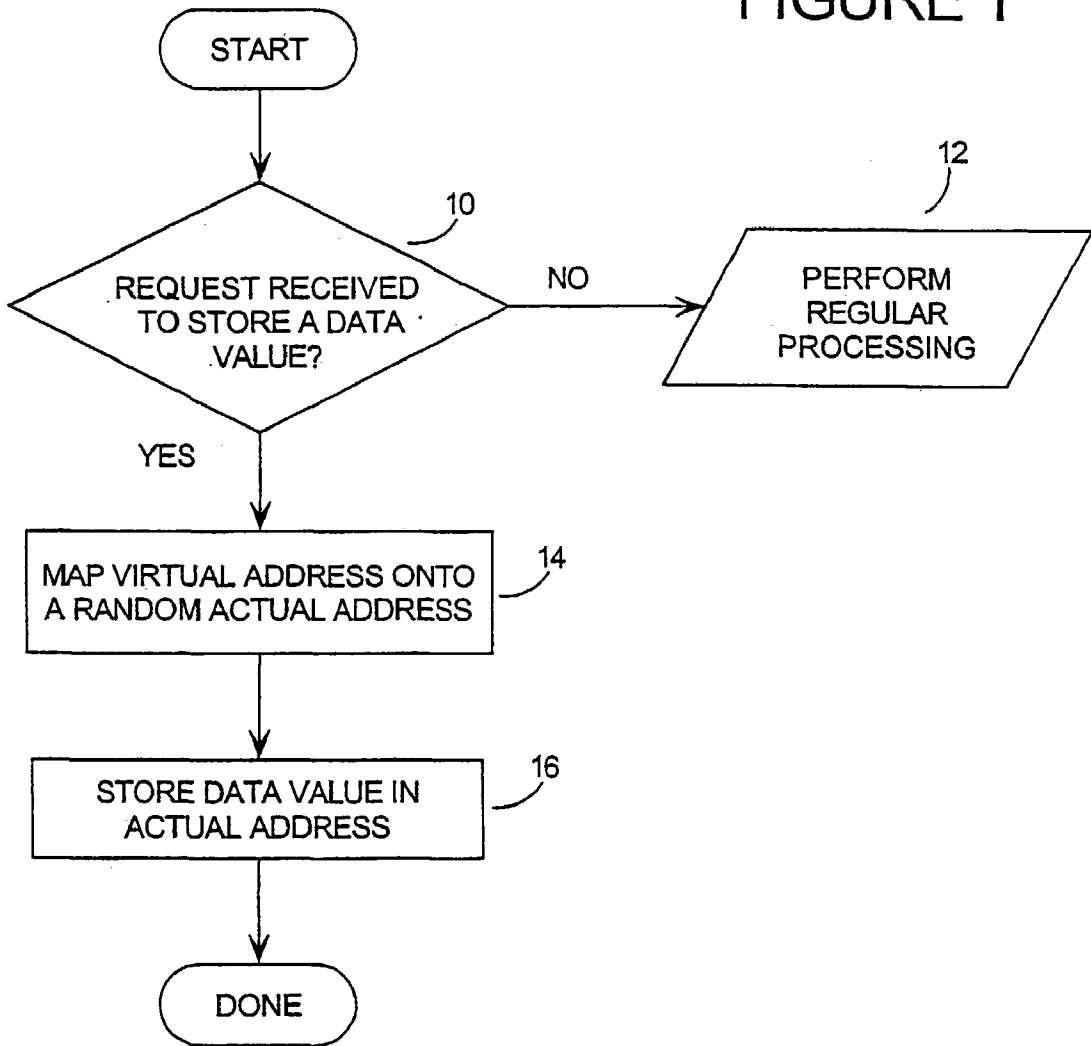 FIGURE 1
START
10
12
REQUEST RECEIVED
TO STORE A DATA
VALUE?
NO
PERFORM
REGULAR
PROCESSING
YES
MAP VIRTUAL ADDRESS ONTO
A RANDOM ACTUAL ADDRESS
14
STORE DATA VALUE IN
ACTUAL ADDRESS
16
DONE